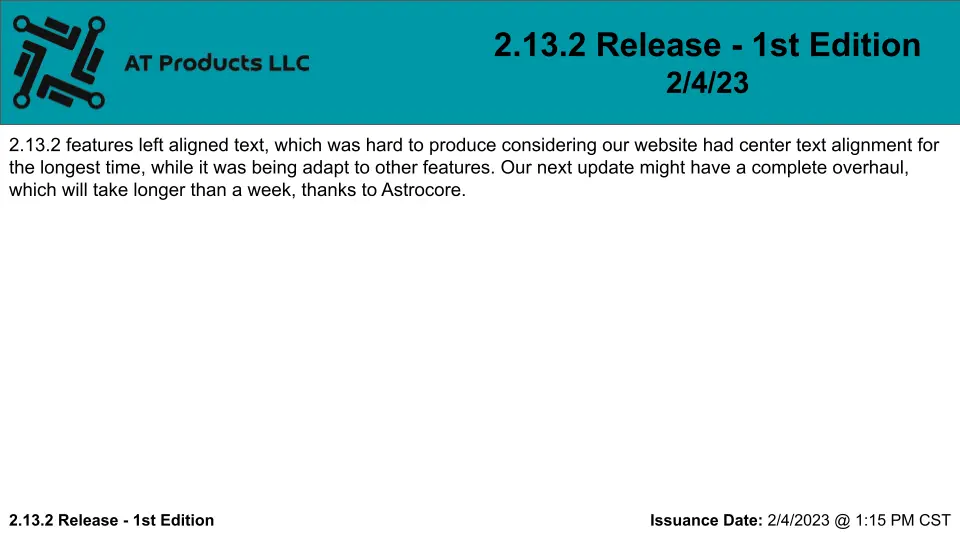 AT Products LLC
2.13.2 Release - 1st Edition
2/4/23
2.13.2 features left aligned text, which was hard to produce considering our website had center text alignment for
the longest time, while it was being adapt to other features. Our next update might have a complete overhaul,
which will take longer than a week, thanks to Astrocore.
2.13.2 Release - 1st Edition
Issuance Date: 2/4/2023 @ 1:15 PM CST